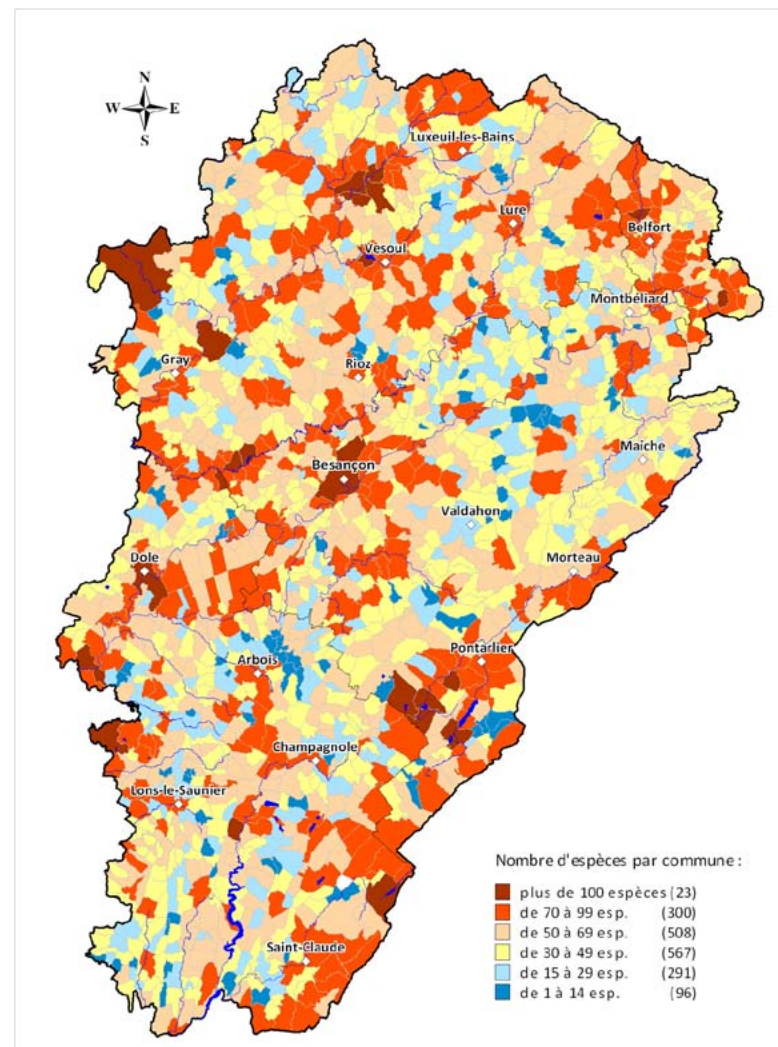 N
W E
S
Luxeuil-les-Bains
Lure
Belfort
Vesoul
Montbéliard
Gray
Rioz
Maîche
Besançon
Valdahon
Dole
Morteau
Pontarlier
Arbois
Champagnole
Lons-le-Saunier
Saint-Claude
Nombre d'espèces par commune :
plus de 100 espèces (23)
de 70 à 99 esp. (300)
de 50 à 69 esp. (508)
de 30 à 49 esp. (567)
de 15 à 29 esp. (291)
de 1 à 14 esp. (96)